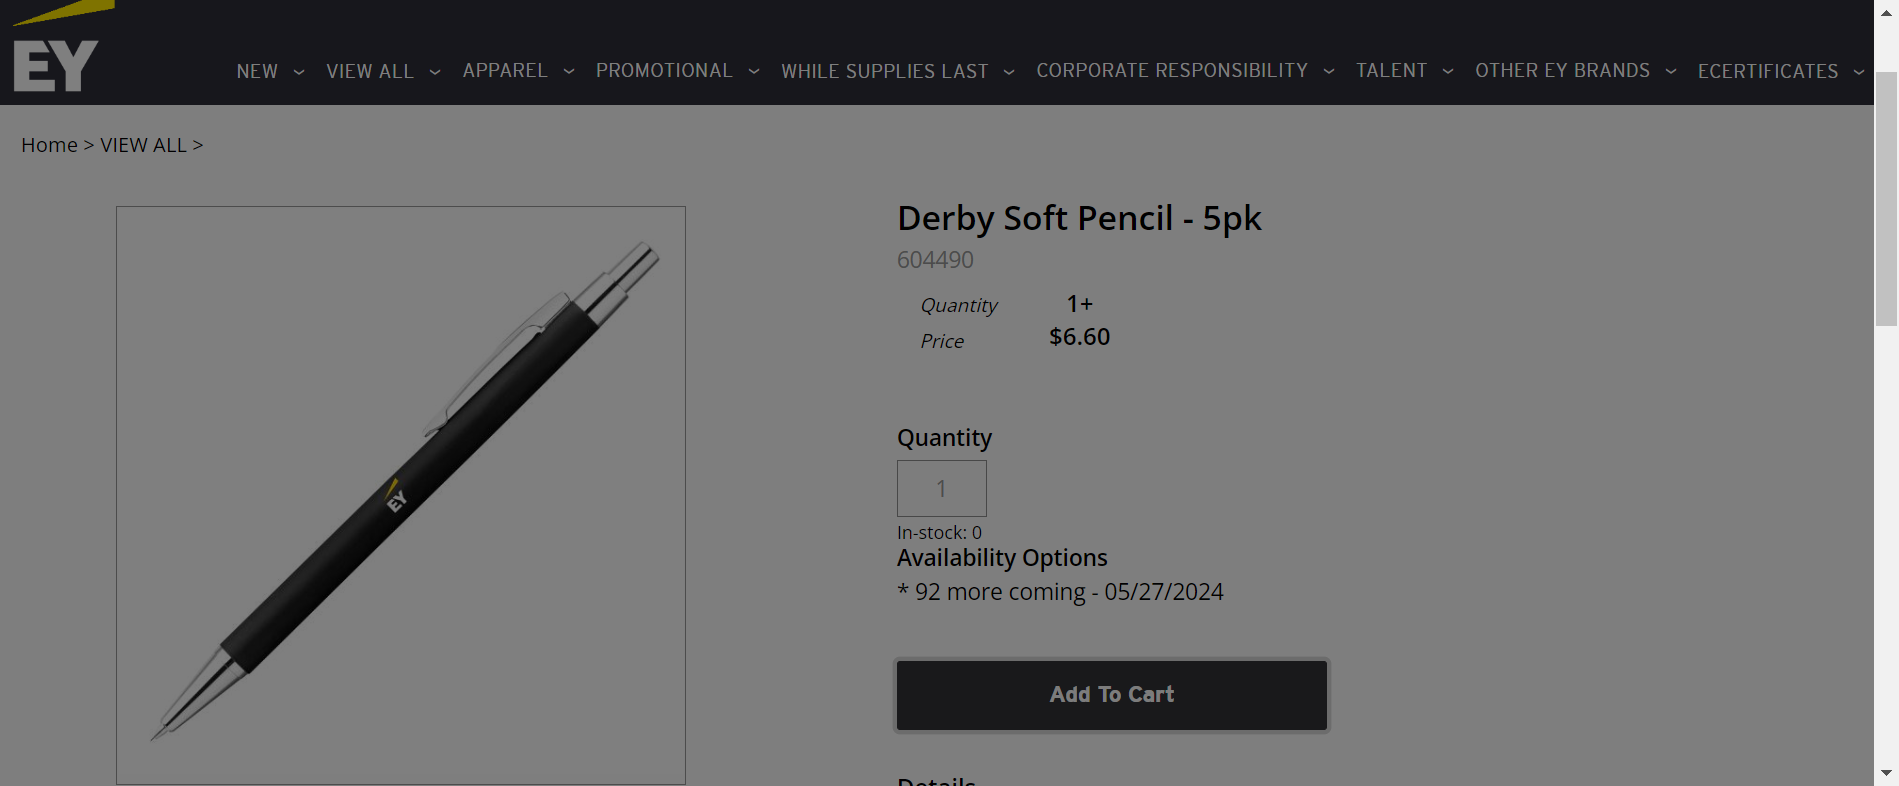 EY
NEW
VIEW ALL
APPAREL
PROMOTIONAL
WHILE SUPPLIES LAST
CORPORATE RESPONSIBILITY
TALENT
OTHER EY BRANDS
ECERTIFICATES
Home > VIEW ALL >
EY
Derby Soft Pencil - 5pk
604490
Quantity 1+
Price $6.60
Quantity
1
In-stock: 0
Availability Options
* 92 more coming - 05/27/2024
Add To Cart
Details